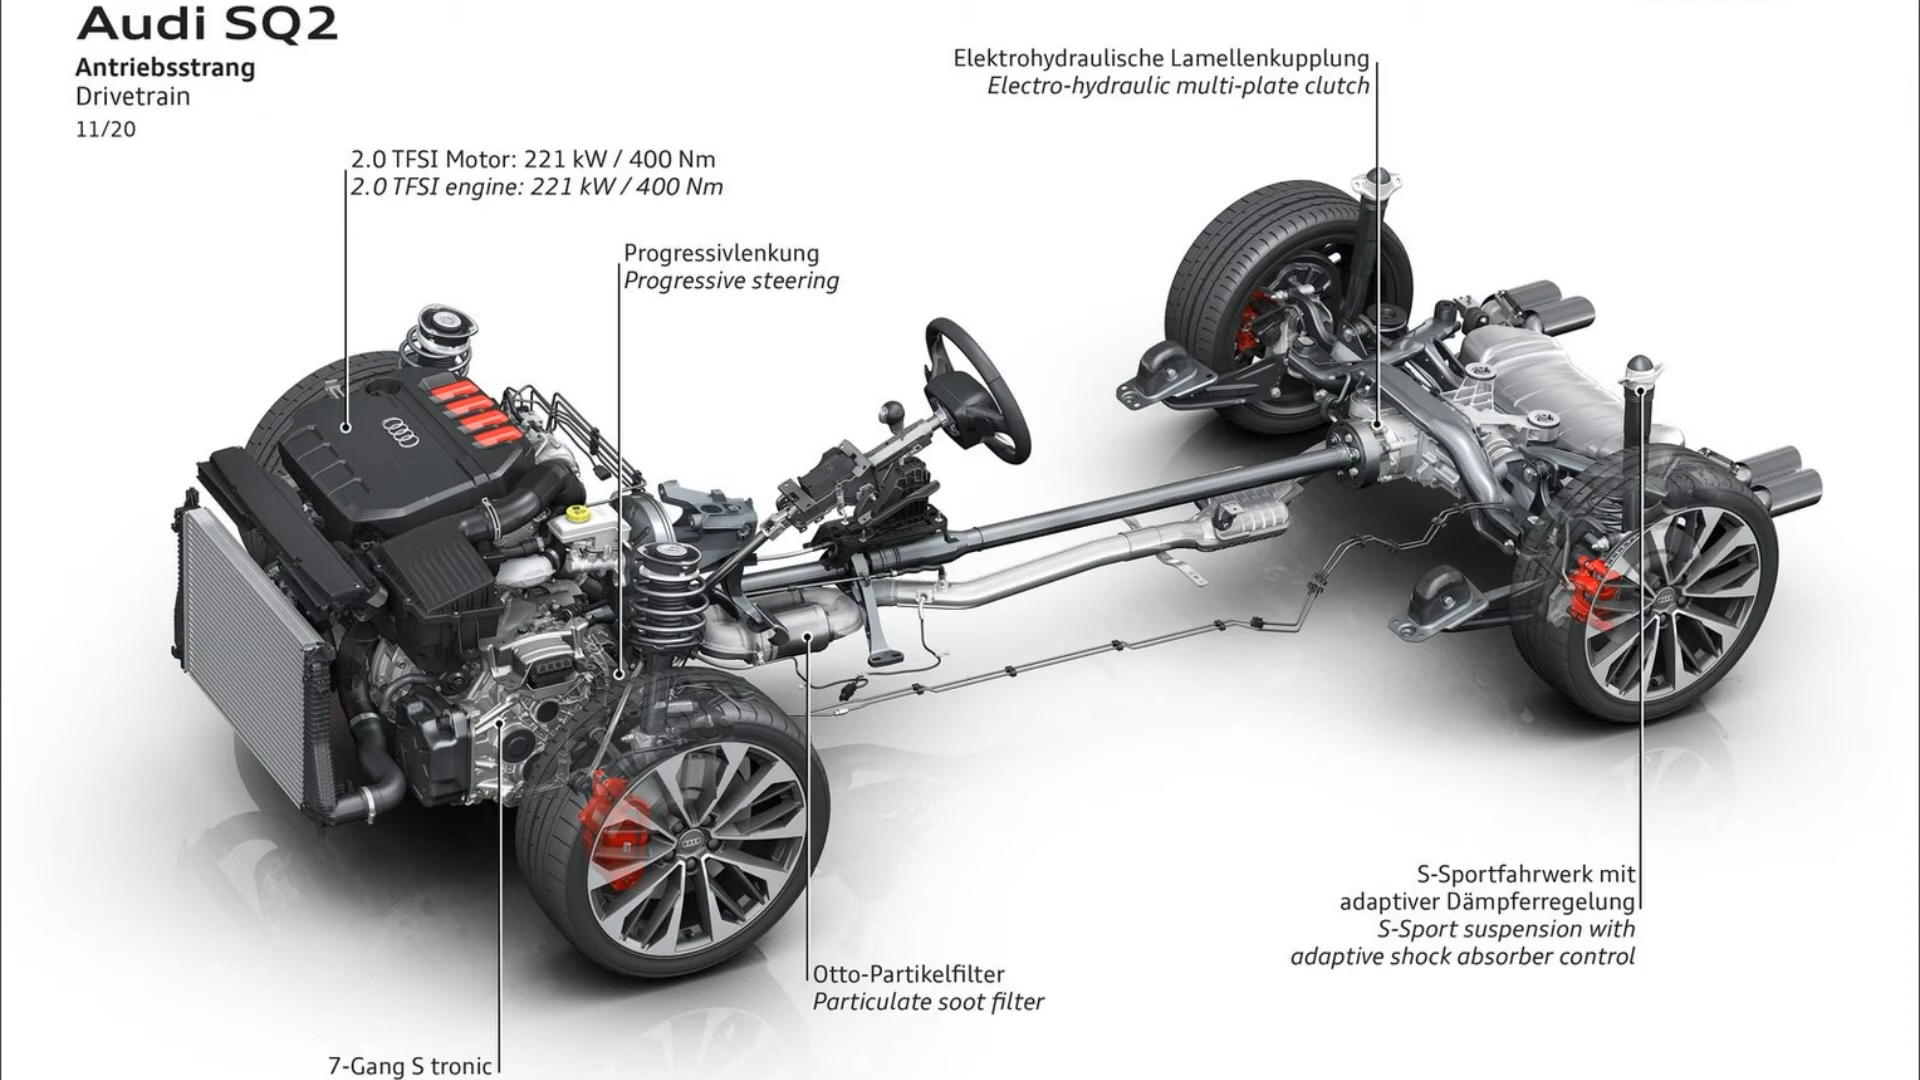 Audi SQ2
Antriebsstrang
Drivetrain
11/20
Elektrohydraulische Lamellenkupplung
Electro-hydraulic multi-plate clutch
2.0 TFSI Motor: 221 kW / 400 Nm
2.0 TFSI engine: 221 kW / 400 Nm
Progressivlenkung
Progressive steering
S-Sportfahrwerk mit
adaptiver Dämpferregelung
S-Sport suspension with
adaptive shock absorber control
Otto-Partikelfilter
Particulate soot filter
7-Gang S tronic